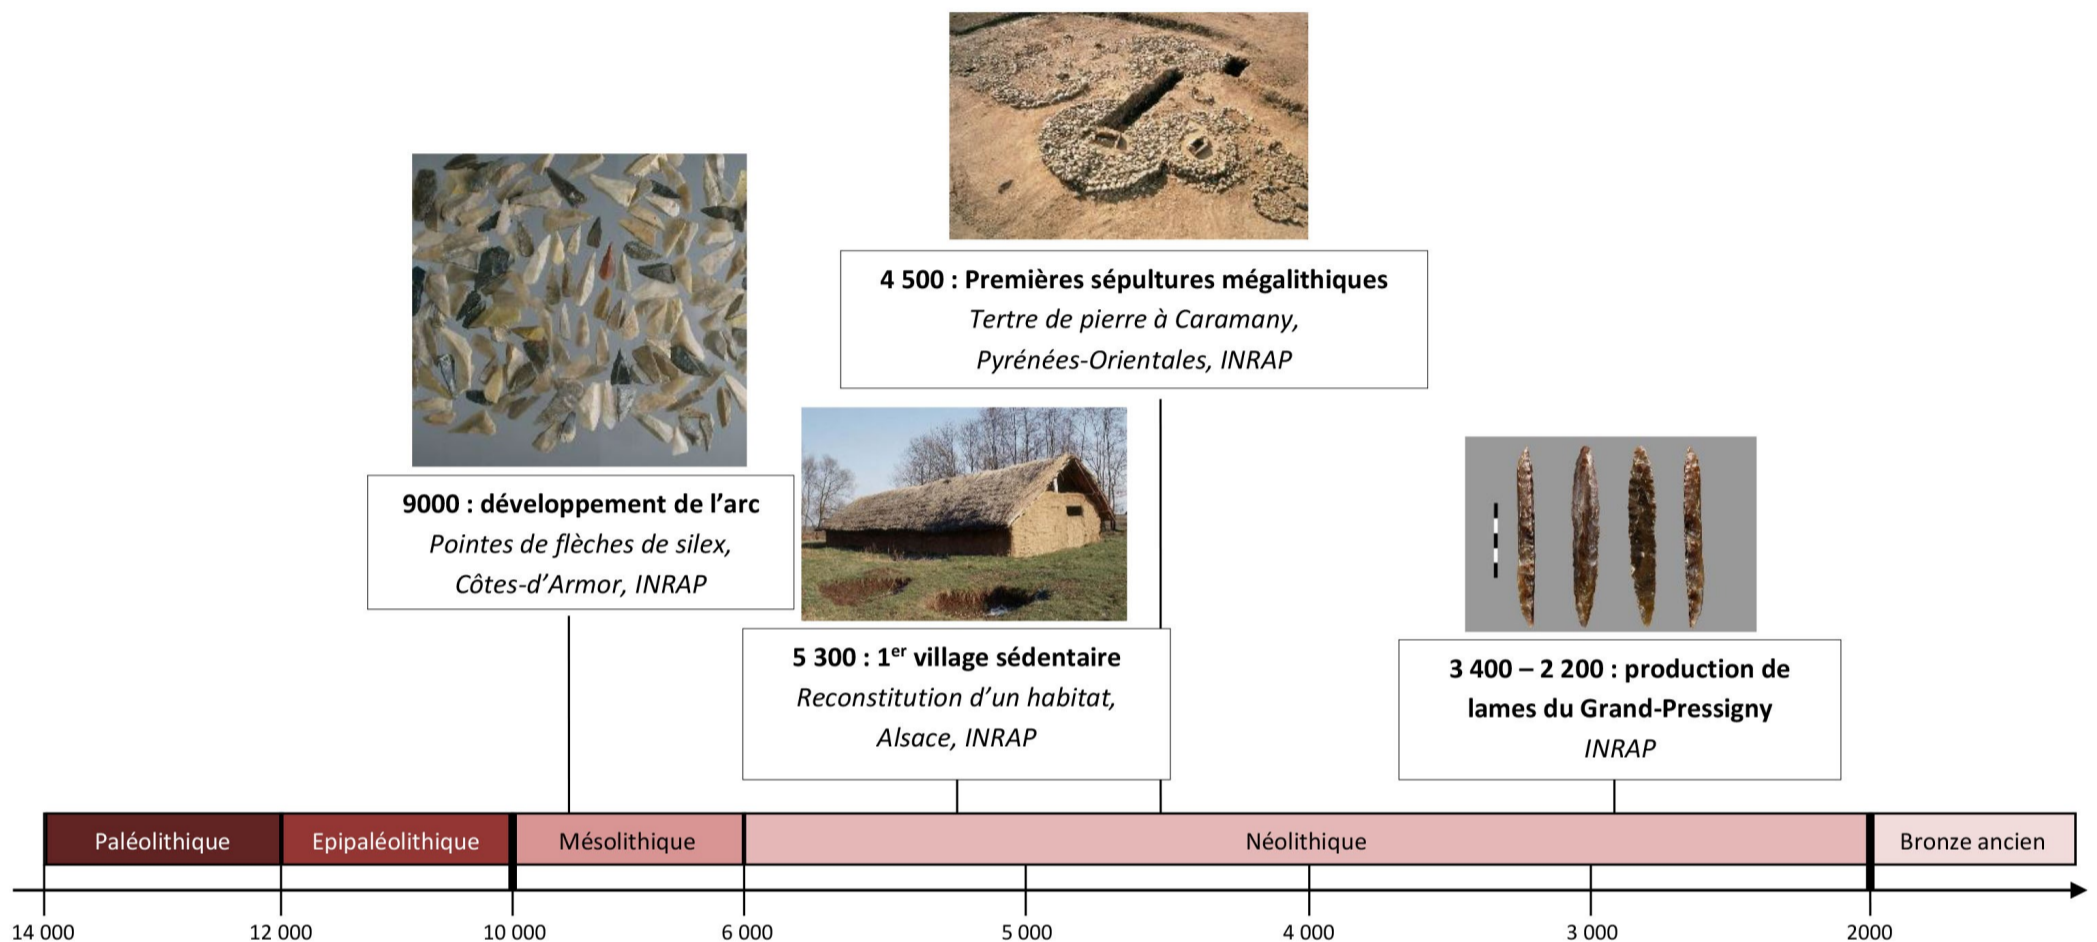 4 500 : Premières sépultures mégalithiques
Tertre de pierre à Caramany,
Pyrénées-Orientales, INRAP
9000 : développement de l’arc
Pointes de flèches de silex,
Côtes-d’Armor, INRAP
5 300 : 1er village sédentaire
Reconstitution d’un habitat,
Alsace, INRAP
3 400 – 2 200 : production de
lames du Grand-Pressigny
INRAP
Paléolithique
Epipaléolithique
Mésolithique
Néolithique
Bronze ancien
14 000
12 000
10 000
6 000
5 000
4 000
3 000
2000